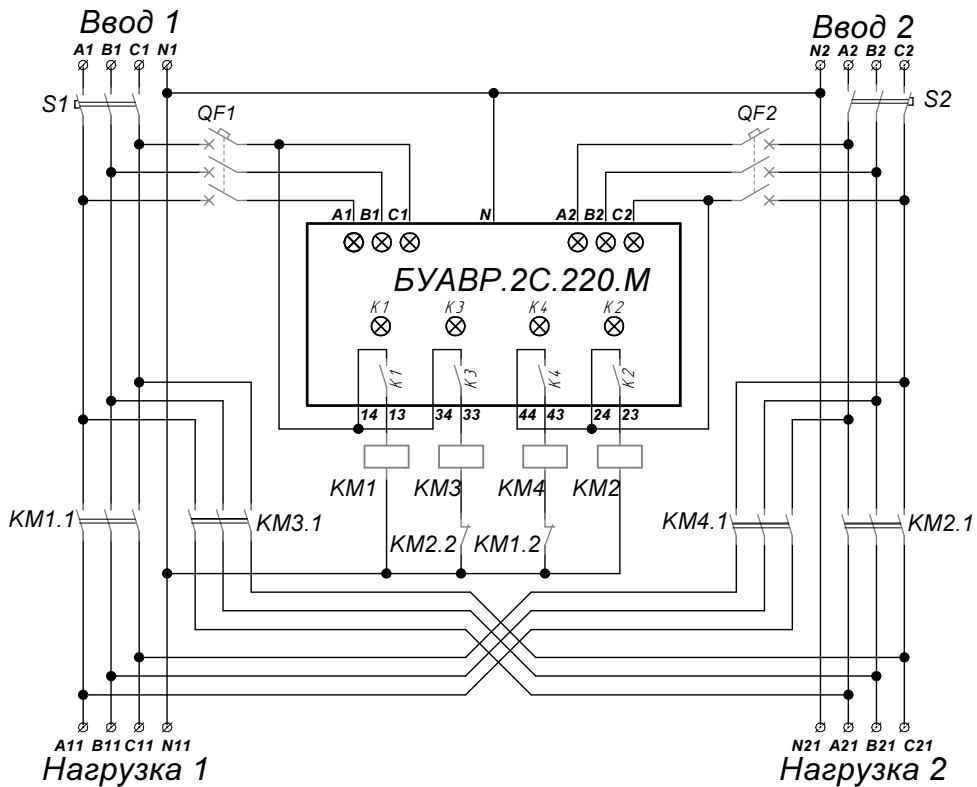 Ввод 1
Ввод 2
A1 B1 C1 N1
N2 A2 B2 C2
S1
QF1
QF2
S2
A1 B1 C1
N
A2 B2 C2
БУАВР.2С.220.М
K1
K3
K4
K2
K1
K3
K4
K2
14 13
34 33
44 43
24 23
KM1
KM3
KM4
KM2
KM1.1
KM3.1
KM2.2
KM1.2
KM4.1
KM2.1
A11 B11 C11 N11
N21 A21 B21 C21
Нагрузка 1
Нагрузка 2